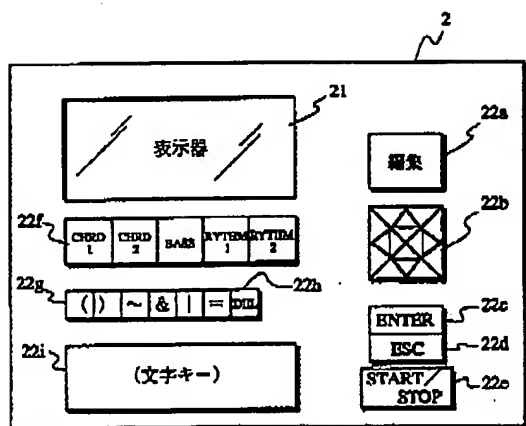 2
21
表示器
22a
編集
22f
CHRD 1
CHRD 2
BASS
RYTHM 1
RYTHM 2
22b
22g
( ) ~ & | = DEL
22h
22c
ENTER
22d
ESC
22i
(文字キー)
START/STOP
22e